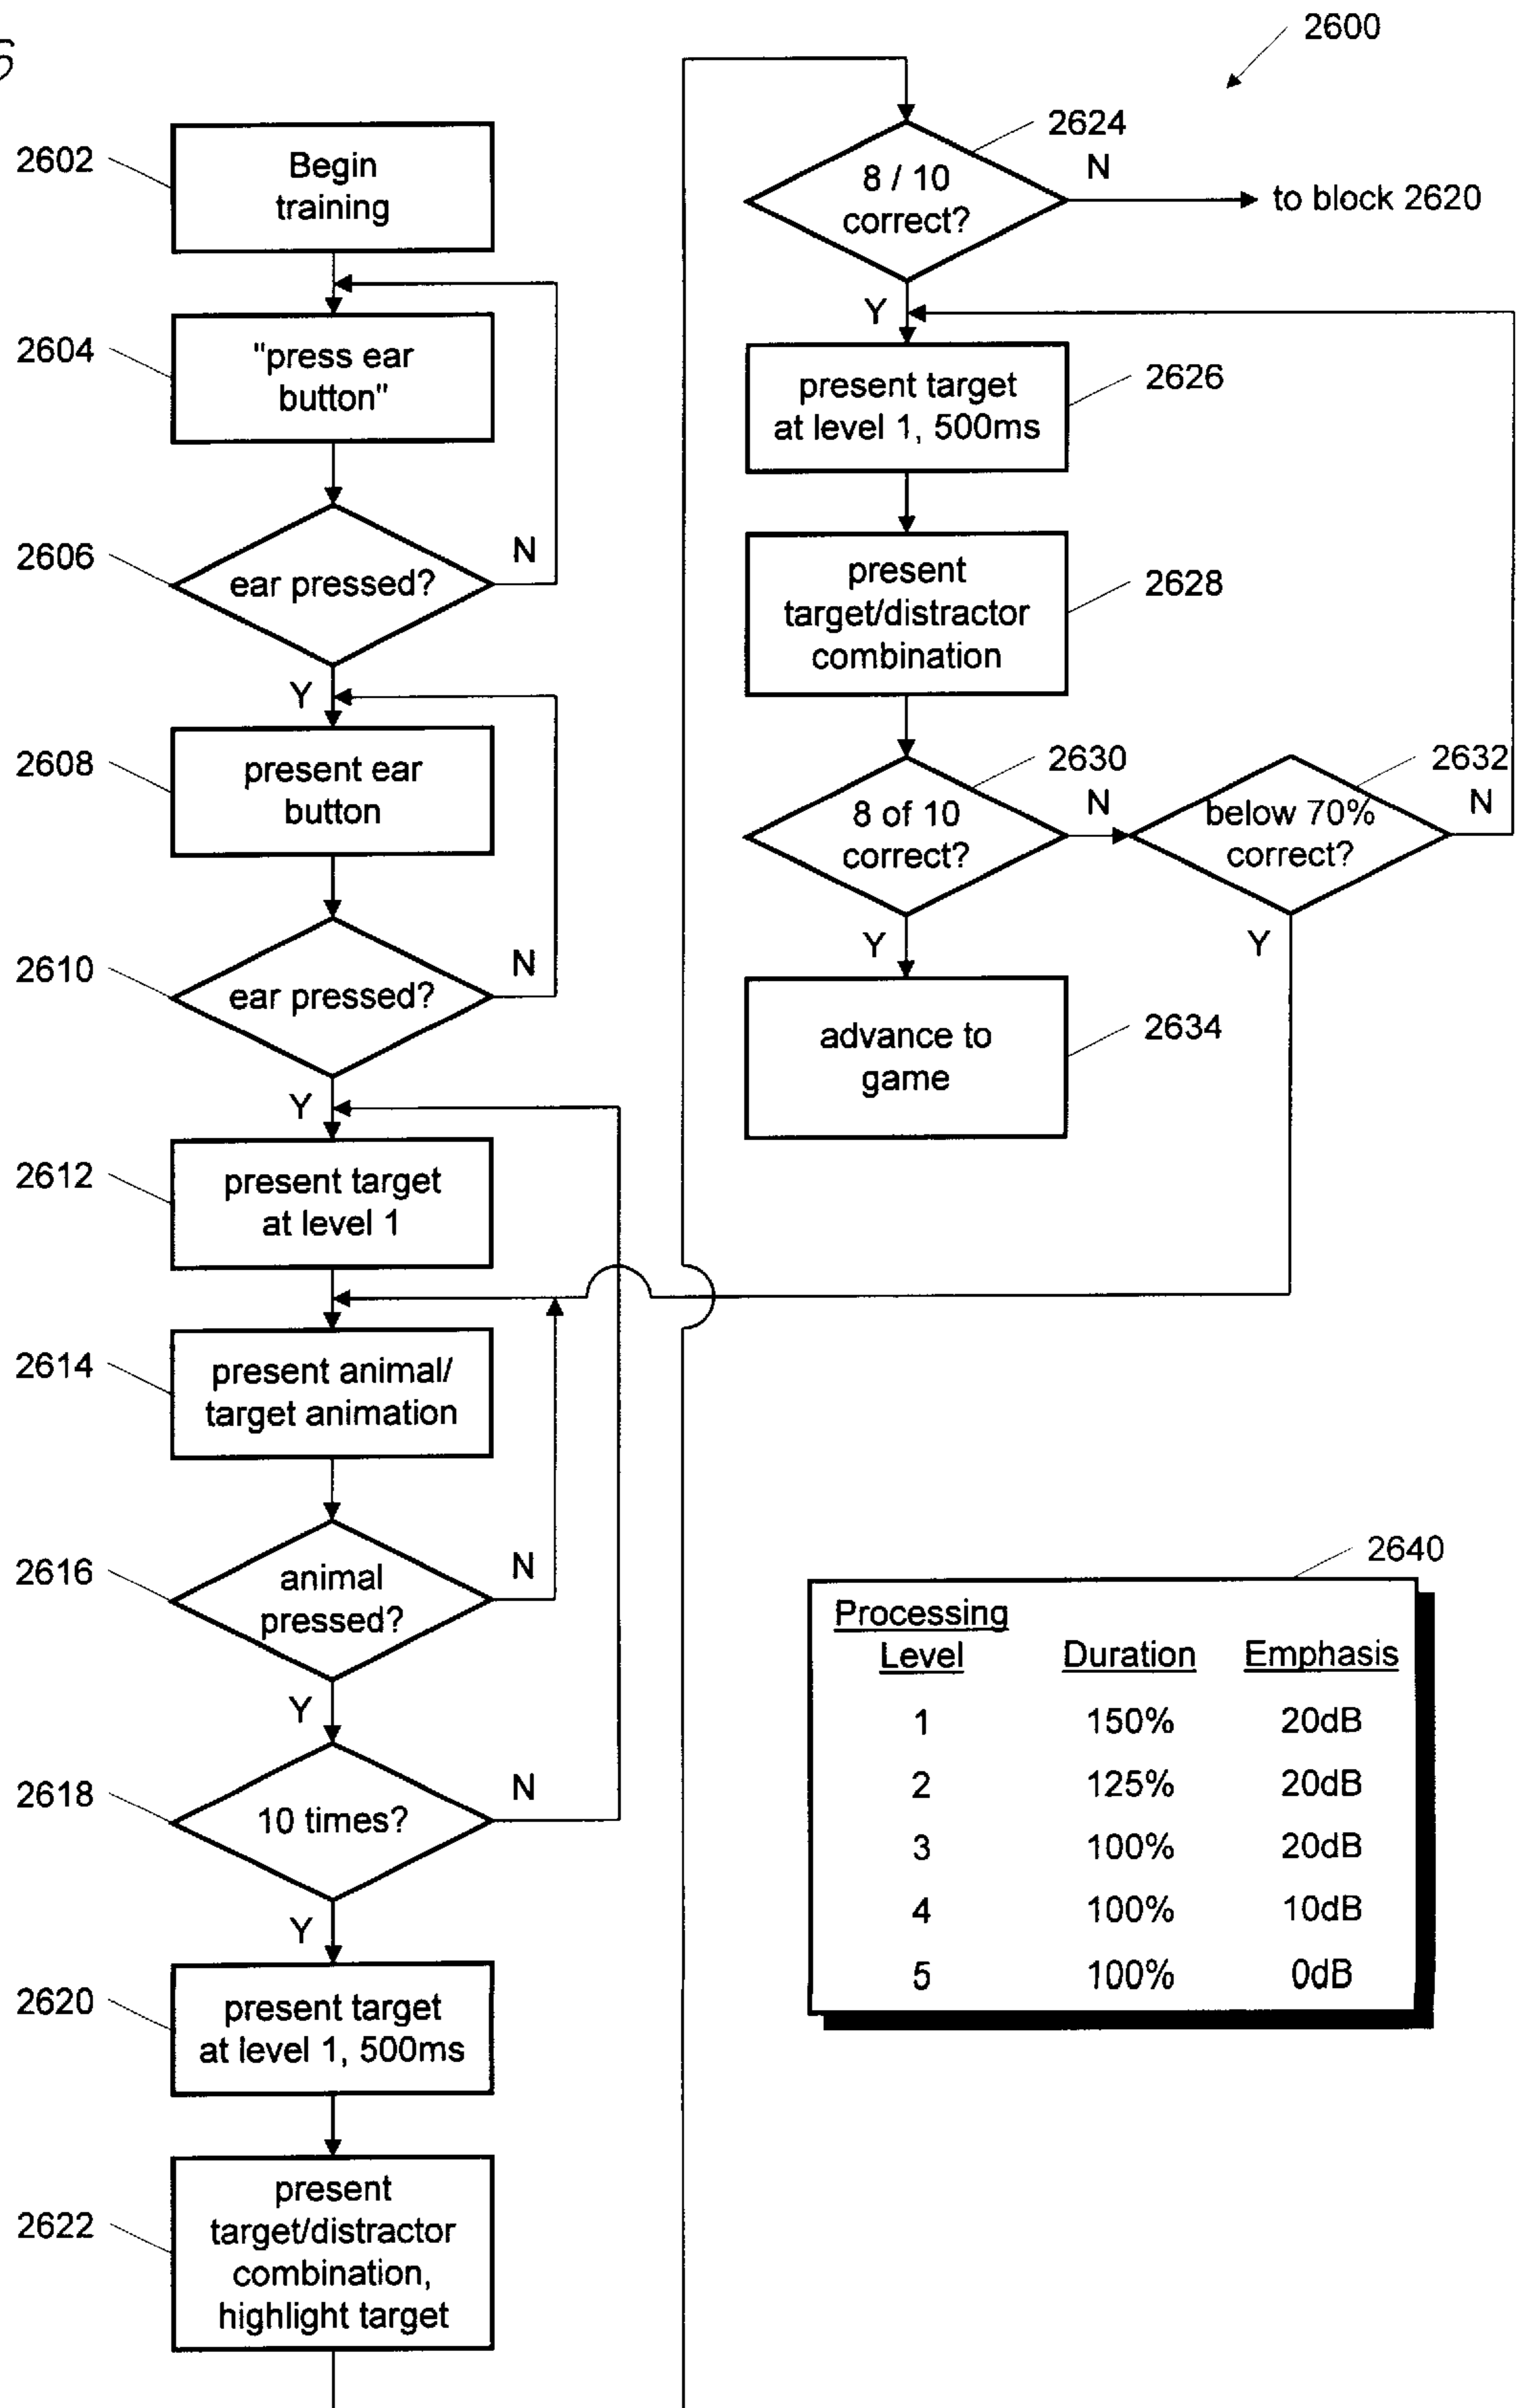 2602
Begin
training
2604
"press ear
button"
2606
ear pressed?
N
Y
2608
present ear
button
2610
ear pressed?
N
Y
2612
present target
at level 1
2614
present animal/
target animation
2616
animal
pressed?
N
Y
2618
10 times?
N
Y
2620
present target
at level 1, 500ms
2622
present
target/distractor
combination,
highlight target
2600
2624
8 / 10
correct?
N
to block 2620
Y
2626
present target
at level 1, 500ms
2628
present
target/distractor
combination
2630
8 of 10
correct?
N
2632
below 70%
correct?
N
Y
Y
2634
advance to
game
2640
Processing
Level Duration Emphasis
1 150% 20dB
2 125% 20dB
3 100% 20dB
4 100% 10dB
5 100% 0dB